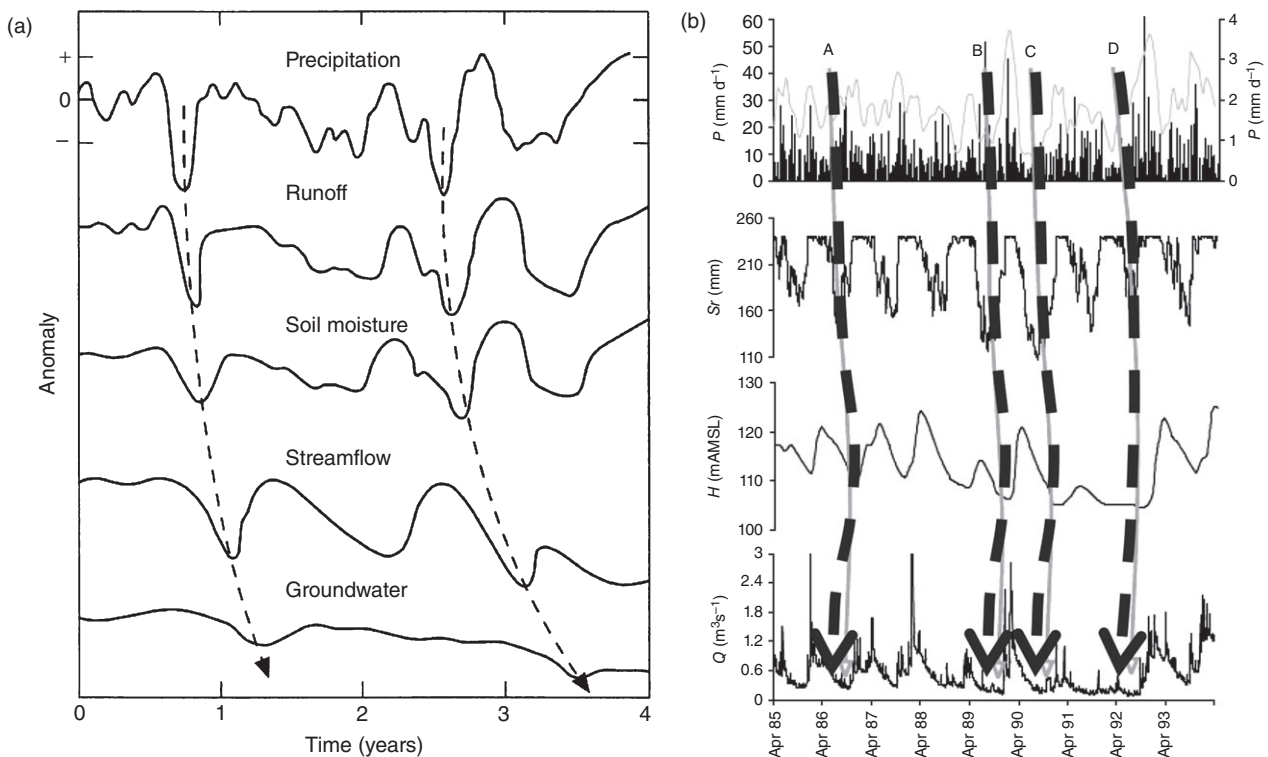 (a)
+
0
−
Anomaly
Precipitation
Runoff
Soil moisture
Streamflow
Groundwater
0 1 2 3 4
Time (years)
(b)
A B C D
P (mm d⁻¹)
60
50
40
30
20
10
0
4
3
2
1
0
P (mm d⁻¹)
Sr (mm)
260
210
160
110
H (mAMSL)
130
120
110
100
Q (m³s⁻¹)
3
2.4
1.8
1.2
0.6
0
Apr 85
Apr 86
Apr 87
Apr 88
Apr 89
Apr 90
Apr 91
Apr 92
Apr 93